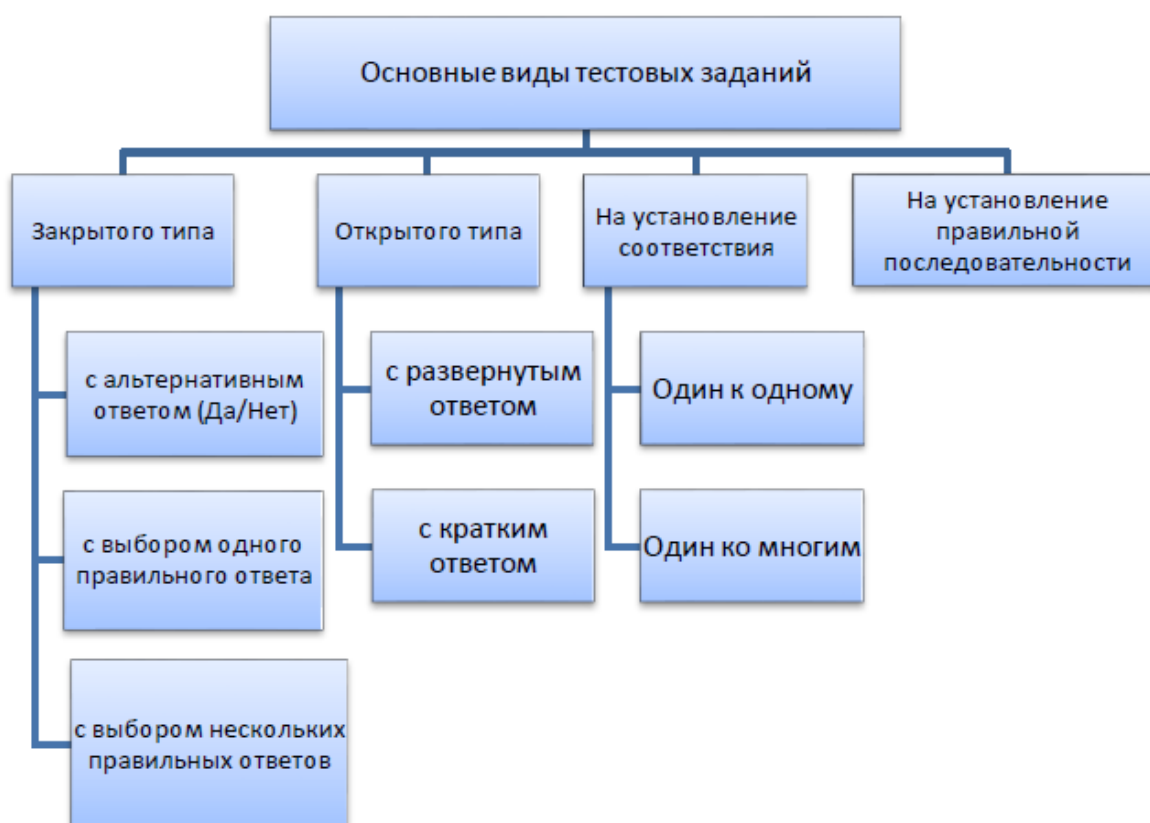 Основные виды тестовых заданий
Закрытого типа
Открытого типа
На установление
соответствия
На установление
правильной
последовательности
с альтернативным
ответом (Да/Нет)
с развернутым
ответом
Один к одному
с выбором одного
правильного ответа
с кратким
ответом
Один ко многим
с выбором нескольких
правильных ответов